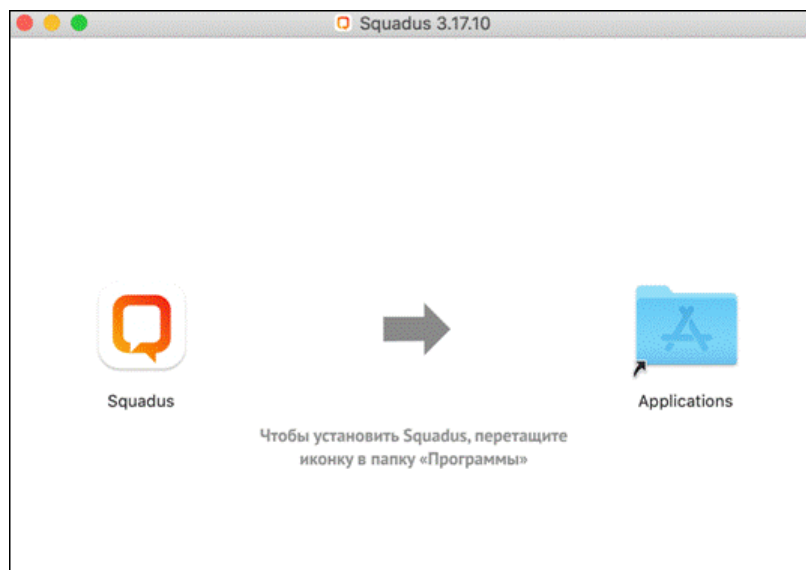 Squadus 3.17.10
Squadus
Applications
Чтобы установить Squadus, перетащите
иконку в папку «Программы»